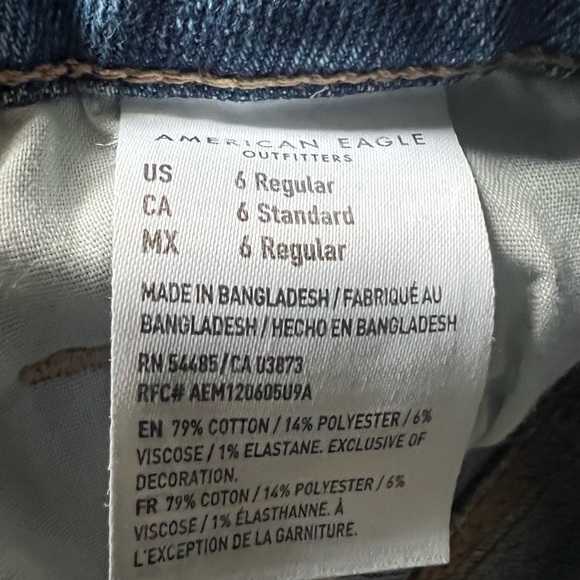 AMERICAN EAGLE
OUTFITTERS
US 6 Regular
CA 6 Standard
MX 6 Regular
MADE IN BANGLADESH / FABRIQUÉ AU
BANGLADESH / HECHO EN BANGLADESH
RN 54485 / CA 03873
RFC# AEM120605U9A
EN 79% COTTON / 14% POLYESTER / 6%
VISCOSE / 1% ELASTANE. EXCLUSIVE OF
DECORATION.
FR 79% COTON / 14% POLYESTER / 6%
VISCOSE / 1% ÉLASTHANNE. À
L'EXCEPTION DE LA GARNITURE.